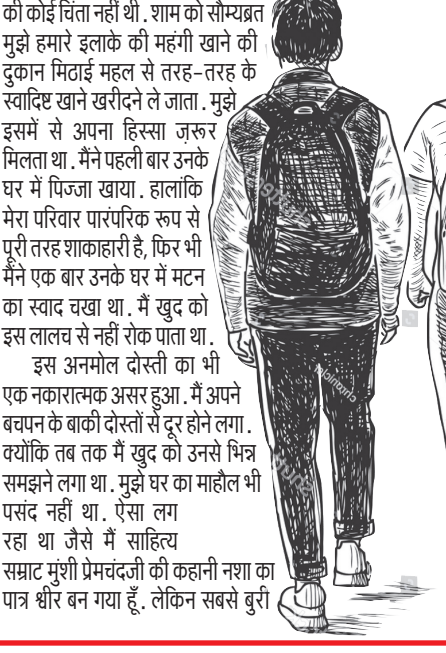 की कोई चिंता नहीं थी. शाम को सौम्यब्रत
मुझे हमारे इलाके की महंगी खाने की
दुकान मिठाई महल से तरह-तरह के
स्वादिष्ट खाने खरीदने ले जाता. मुझे
इसमें से अपना हिस्सा ज़रूर
मिलता था. मैंने पहली बार उनके
घर में पिज्जा खाया. हालांकि
मेरा परिवार पारंपरिक रूप से
पूरी तरह शाकाहारी है, फिर भी
मैंने एक बार उनके घर में मटन
का स्वाद चखा था. मैं खुद को
इस लालच से नहीं रोक पाता था.
इस अनमोल दोस्ती का भी
एक नकारात्मक असर हुआ. मैं अपने
बचपन के बाकी दोस्तों से दूर होने लगा.
क्योंकि तब तक मैं खुद को उनसे भिन्न
समझने लगा था. मुझे घर का माहौल भी
पसंद नहीं था. ऐसा लग
रहा था जैसे मैं साहित्य
सम्राट मुंशी प्रेमचंदजी की कहानी नशा का
पात्र श्वीर बन गया हूँ. लेकिन सबसे बुरी